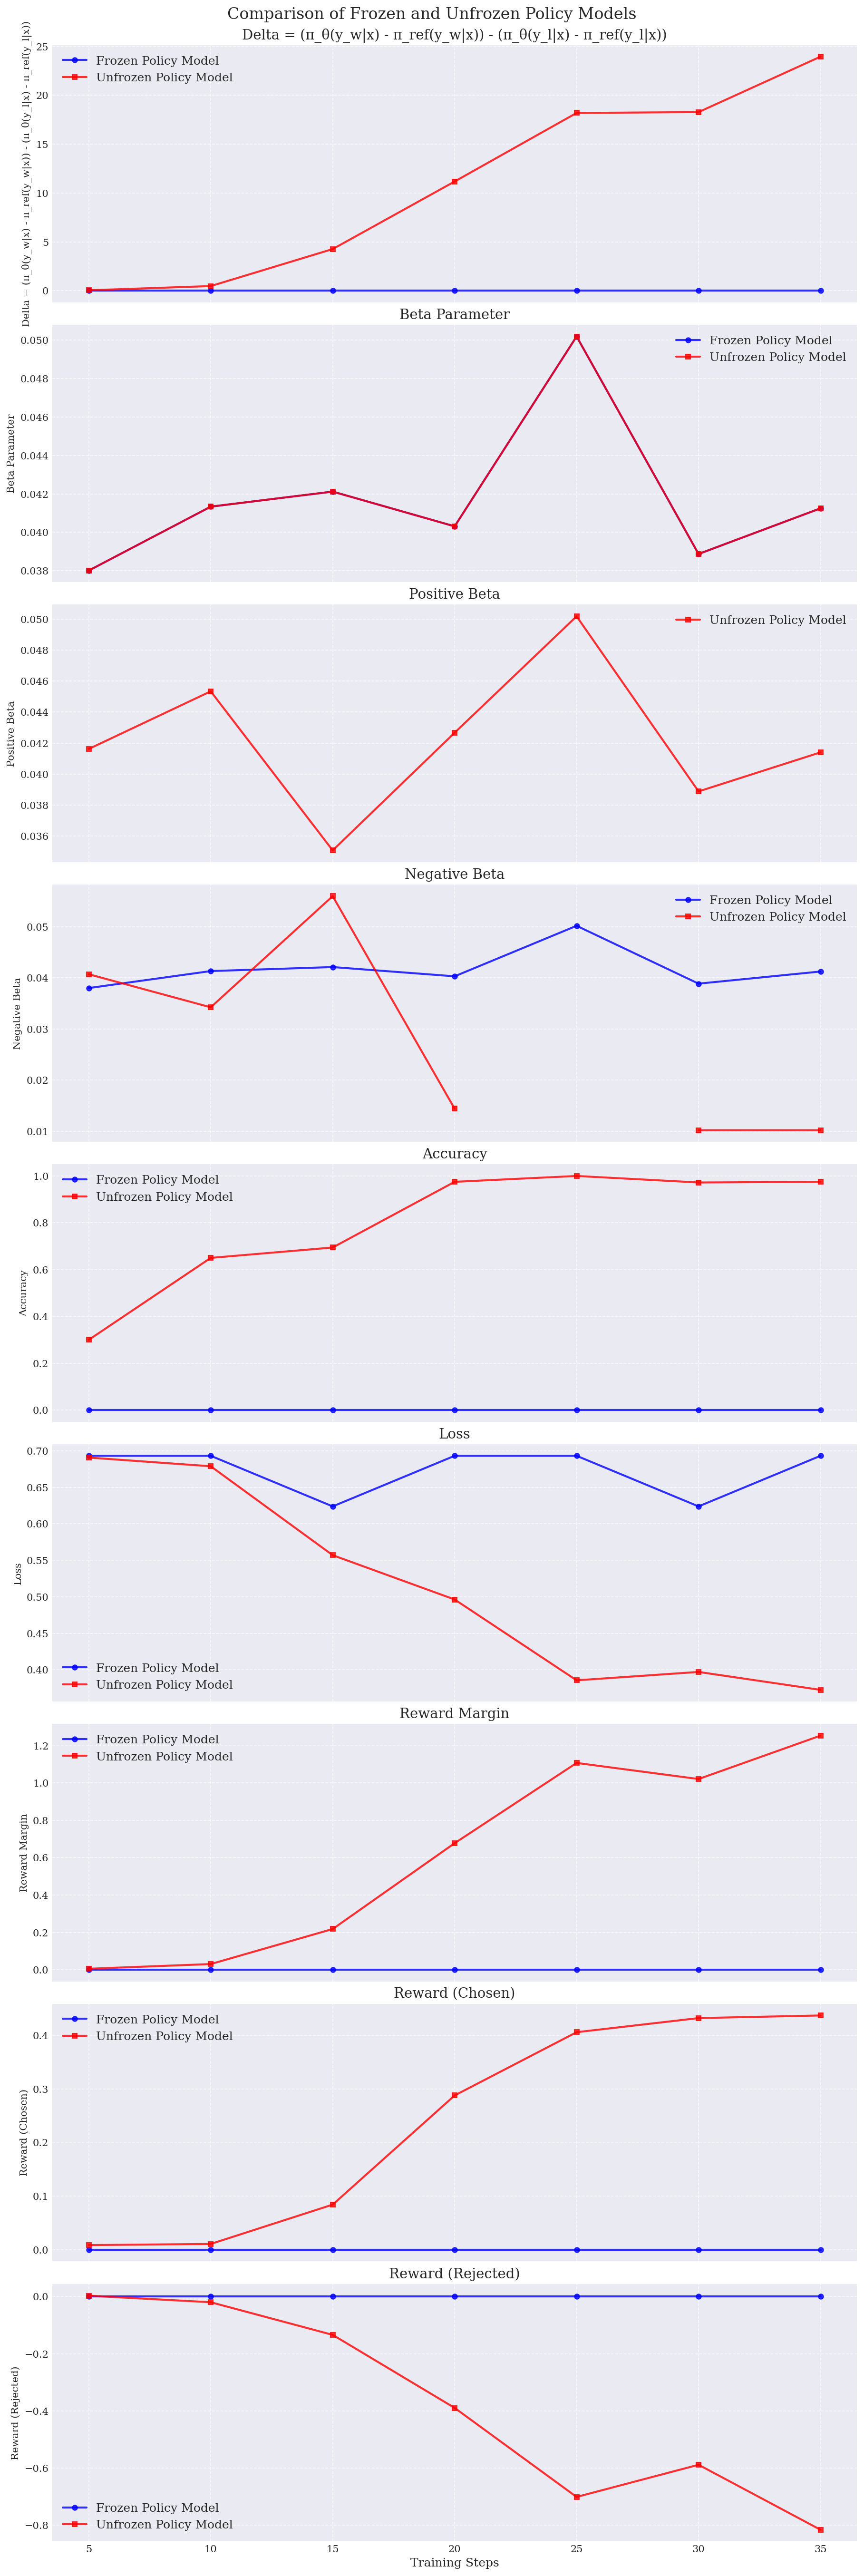 Comparison of Frozen and Unfrozen Policy Models
Delta = (π_θ(y_w|x) - π_ref(y_w|x)) - (π_θ(y_l|x) - π_ref(y_l|x))
Delta = (π_θ(y_w|x) - π_ref(y_w|x)) - (π_θ(y_l|x) - π_ref(y_l|x))
25
20
15
10
5
0
Frozen Policy Model
Unfrozen Policy Model
Beta Parameter
Beta Parameter
0.050
0.048
0.046
0.044
0.042
0.040
0.038
Frozen Policy Model
Unfrozen Policy Model
Positive Beta
Positive Beta
0.050
0.048
0.046
0.044
0.042
0.040
0.038
0.036
Unfrozen Policy Model
Negative Beta
Negative Beta
0.05
0.04
0.03
0.02
0.01
Frozen Policy Model
Unfrozen Policy Model
Accuracy
Accuracy
1.0
0.8
0.6
0.4
0.2
0.0
Frozen Policy Model
Unfrozen Policy Model
Loss
Loss
0.70
0.65
0.60
0.55
0.50
0.45
0.40
Frozen Policy Model
Unfrozen Policy Model
Reward Margin
Reward Margin
1.2
1.0
0.8
0.6
0.4
0.2
0.0
Frozen Policy Model
Unfrozen Policy Model
Reward (Chosen)
Reward (Chosen)
0.4
0.3
0.2
0.1
0.0
Frozen Policy Model
Unfrozen Policy Model
Reward (Rejected)
Reward (Rejected)
0.0
−0.2
−0.4
−0.6
−0.8
Frozen Policy Model
Unfrozen Policy Model
5 10 15 20 25 30 35
Training Steps